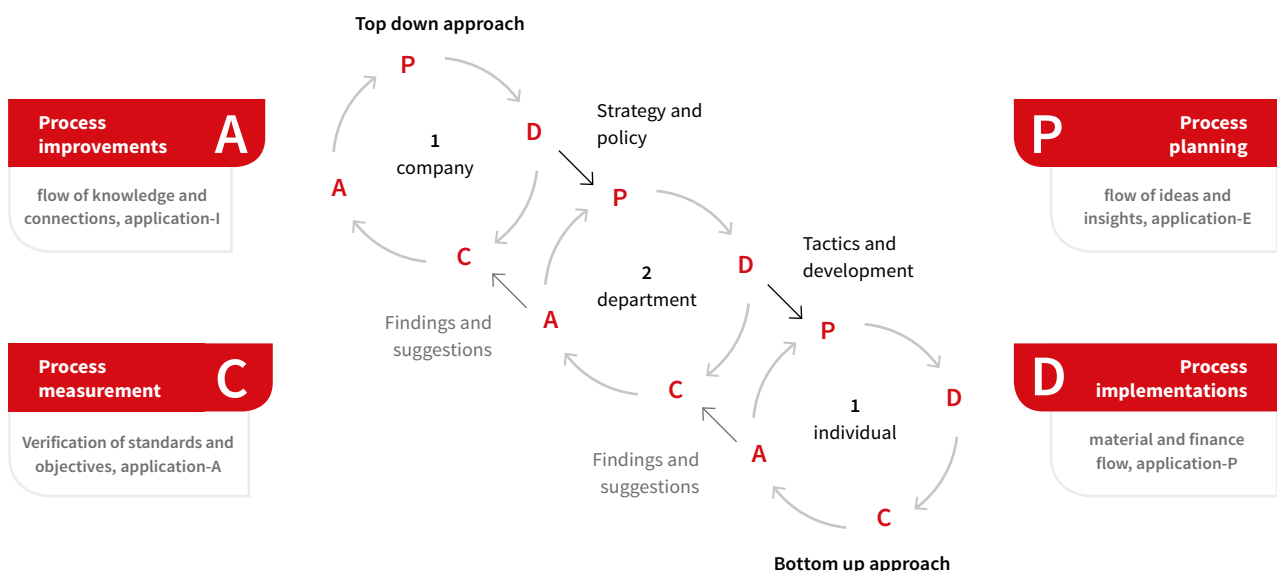 Top down approach
P
D
1
company
A
C
Strategy and
policy
P
D
2
department
A
C
Findings and
suggestions
Tactics and
development
P
D
1
individual
A
C
Findings and
suggestions
Bottom up approach
Process
improvements
A
flow of knowledge and
connections, application-I
Process
measurement
C
Verification of standards and
objectives, application-A
P
Process
planning
flow of ideas and
insights, application-E
D
Process
implementations
material and finance
flow, application-P